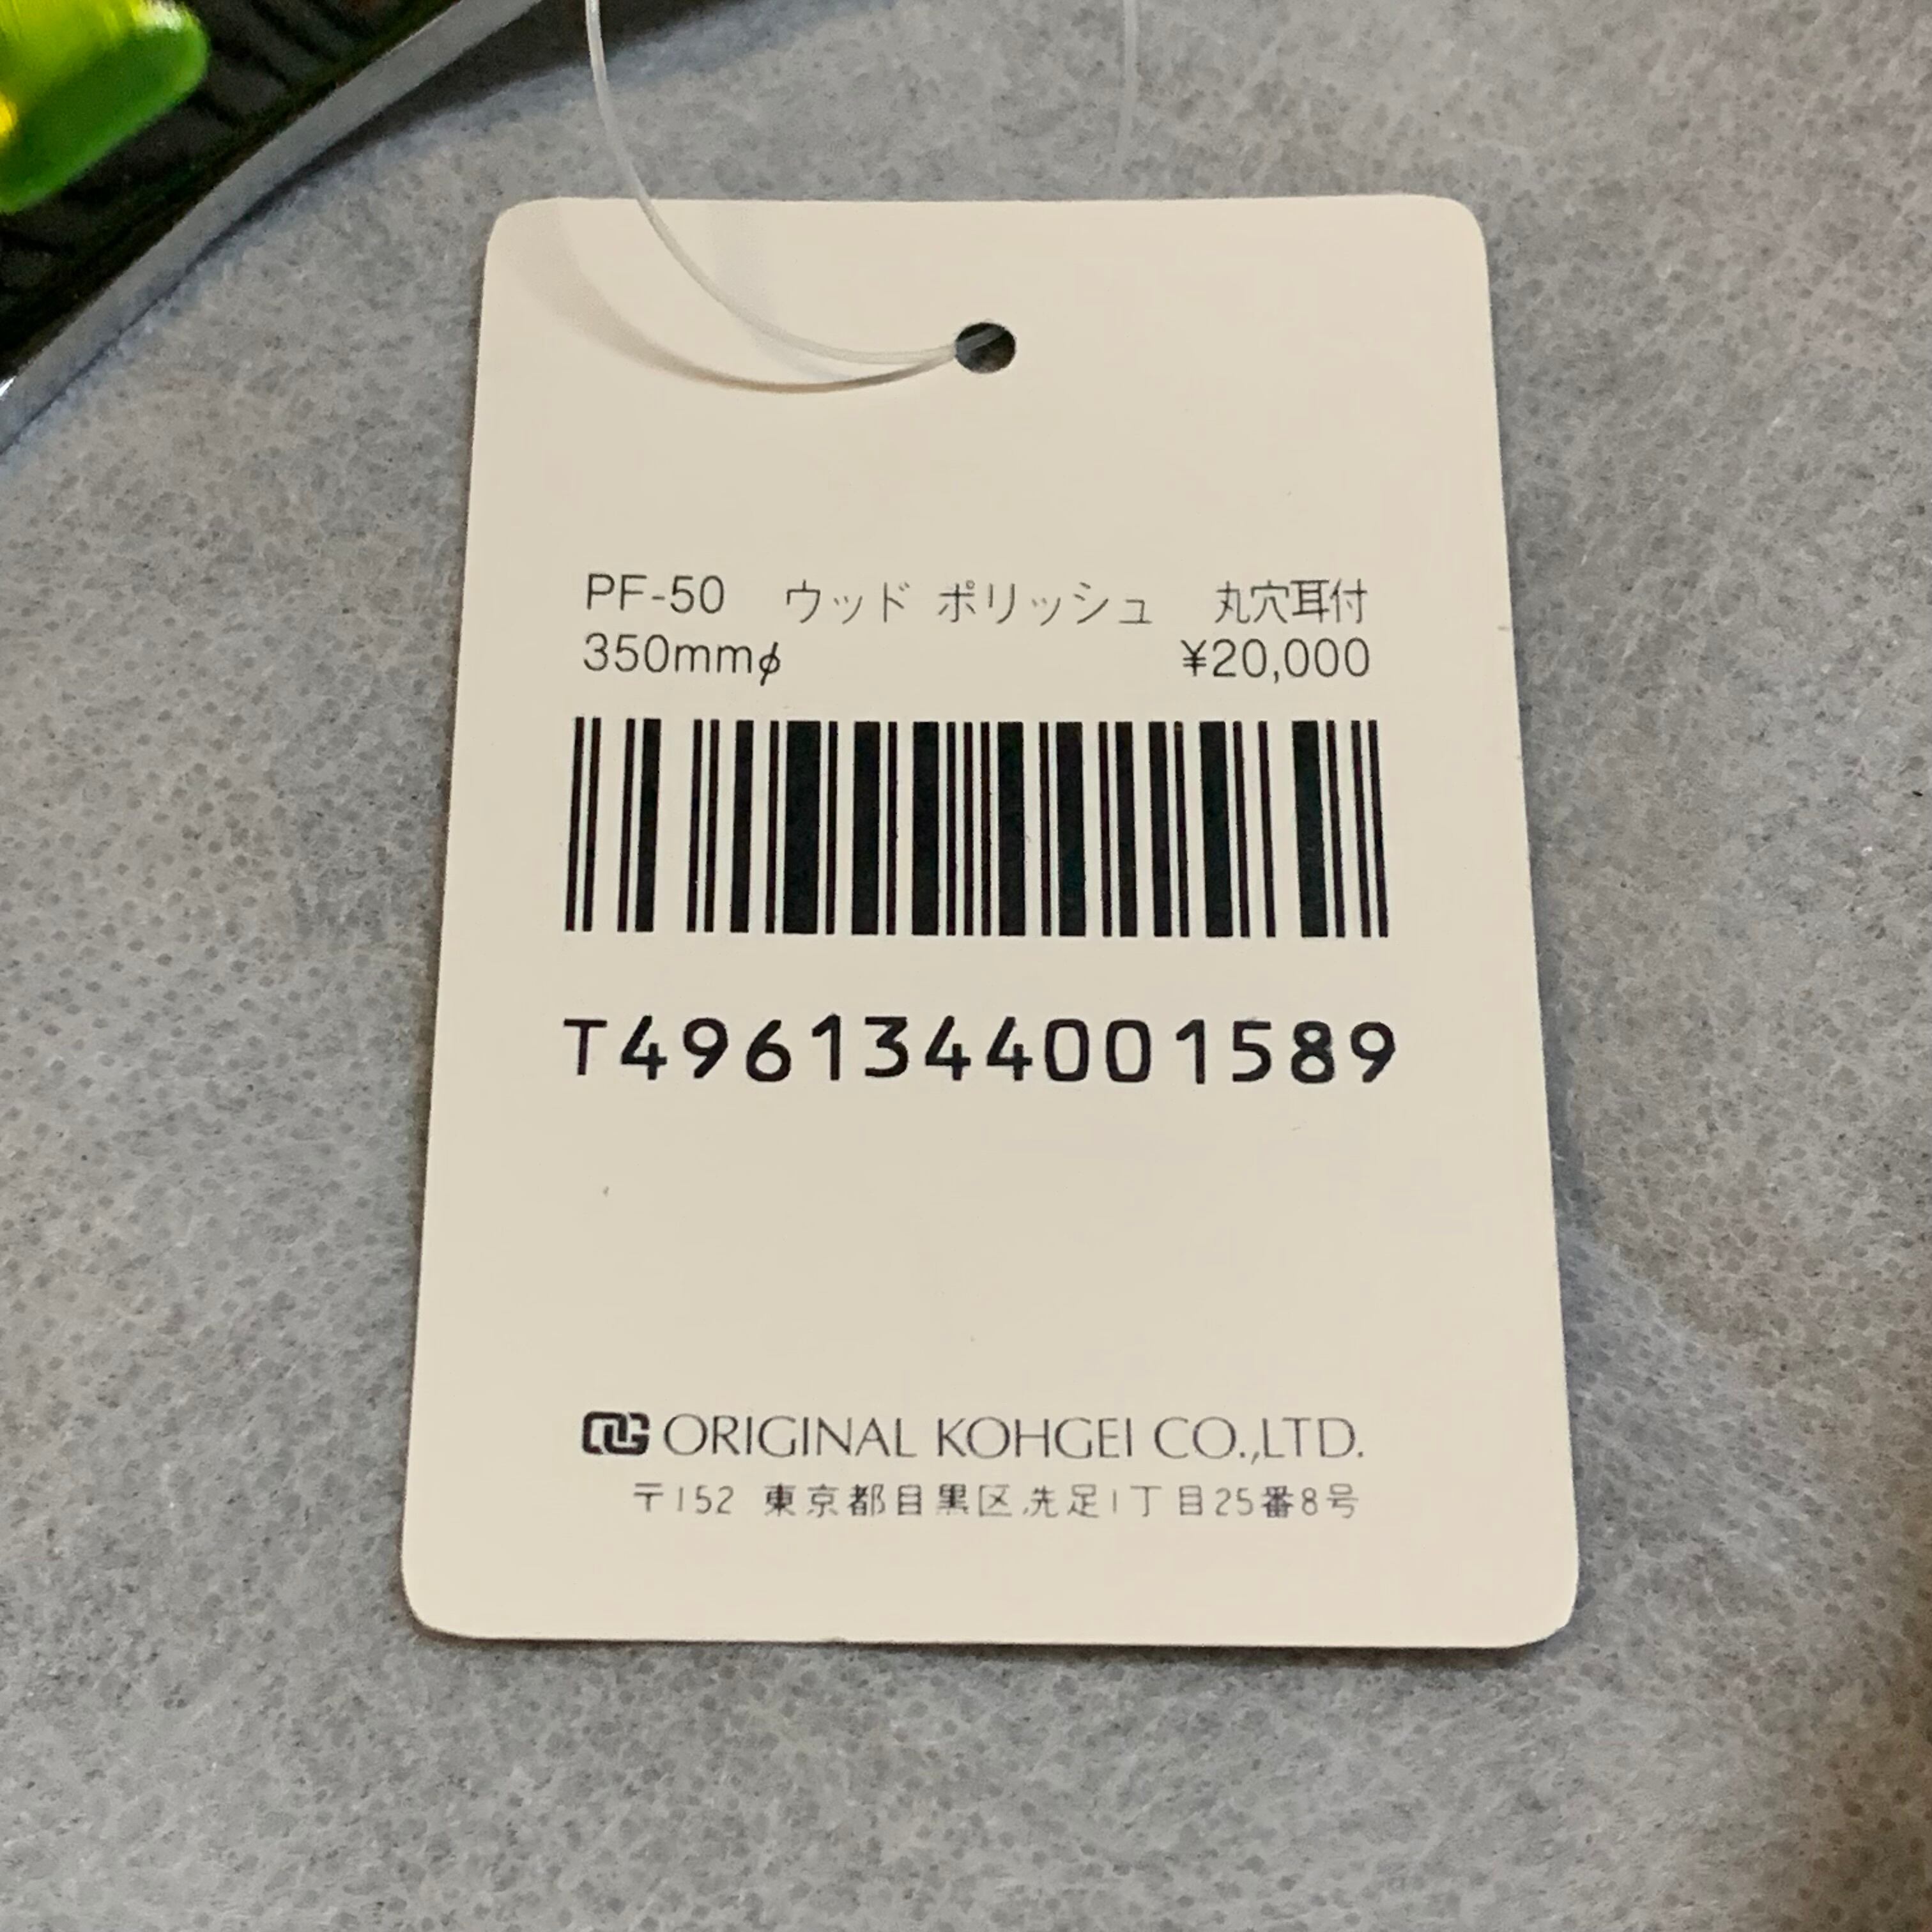 PF-50 ウッド ポリッシュ 丸穴耳付
350mmφ ¥20,000
T4961344001589
OG ORIGINAL KOHGEI CO.,LTD.
〒152 東京都目黒区,先足1丁目25番8号